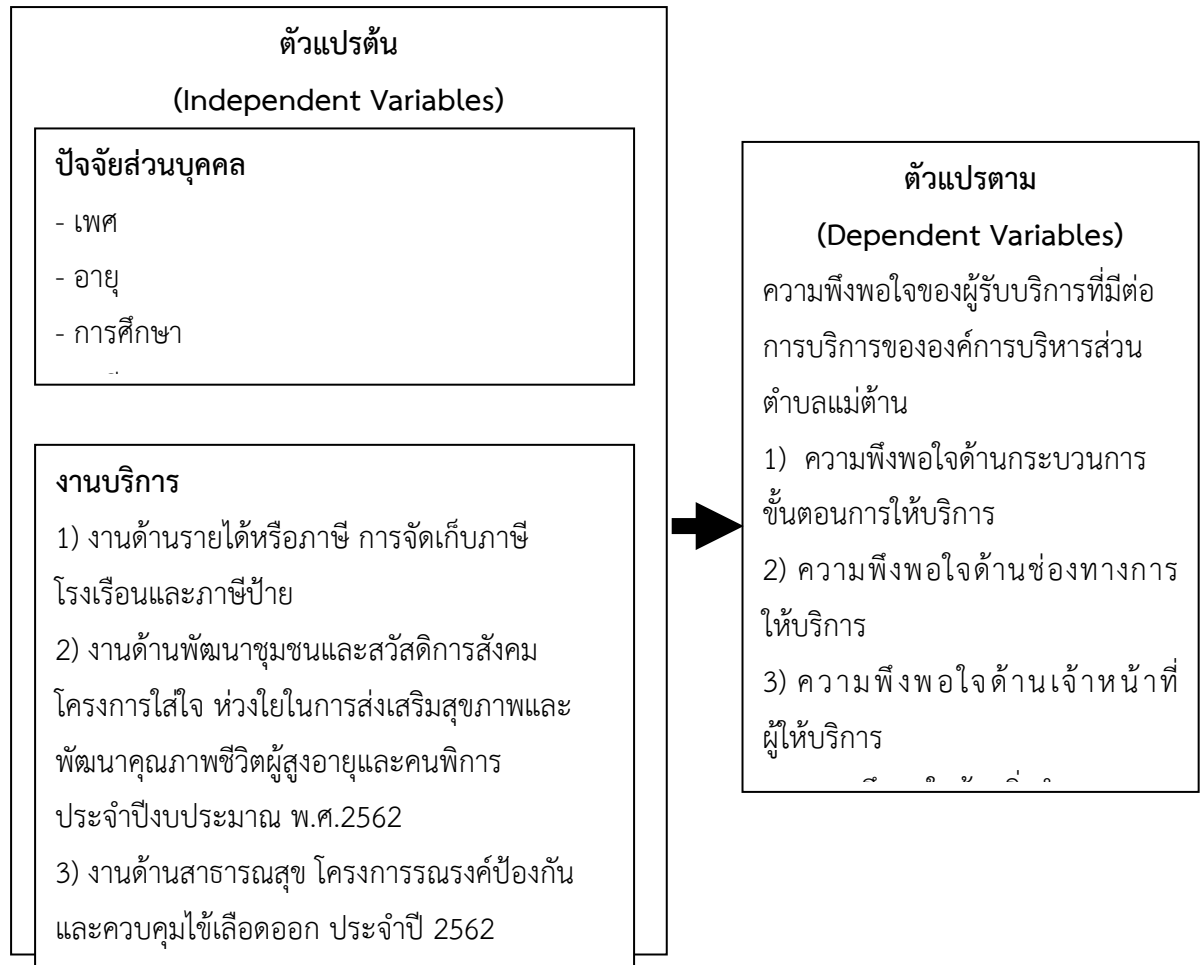 ตัวแปรต้น
(Independent Variables)
ปัจจัยส่วนบุคคล
- เพศ
- อายุ
- การศึกษา
งานบริการ
1) งานด้านรายได้หรือภาษี การจัดเก็บภาษี
โรงเรือนและภาษีป้าย
2) งานด้านพัฒนาชุมชนและสวัสดิการสังคม
โครงการใส่ใจ ห่วงใยในการส่งเสริมสุขภาพและ
พัฒนาคุณภาพชีวิตผู้สูงอายุและคนพิการ
ประจำปีงบประมาณ พ.ศ.2562
3) งานด้านสาธารณสุข โครงการรณรงค์ป้องกัน
และควบคุมไข้เลือดออก ประจำปี 2562
ตัวแปรตาม
(Dependent Variables)
ความพึงพอใจของผู้รับบริการที่มีต่อ
การบริการขององค์การบริหารส่วน
ตำบลแม่ต้าน
1) ความพึงพอใจด้านกระบวนการ
ขั้นตอนการให้บริการ
2) ความพึงพอใจด้านช่องทางการ
ให้บริการ
3) ความพึงพอใจด้านเจ้าหน้าที่
ผู้ให้บริการ